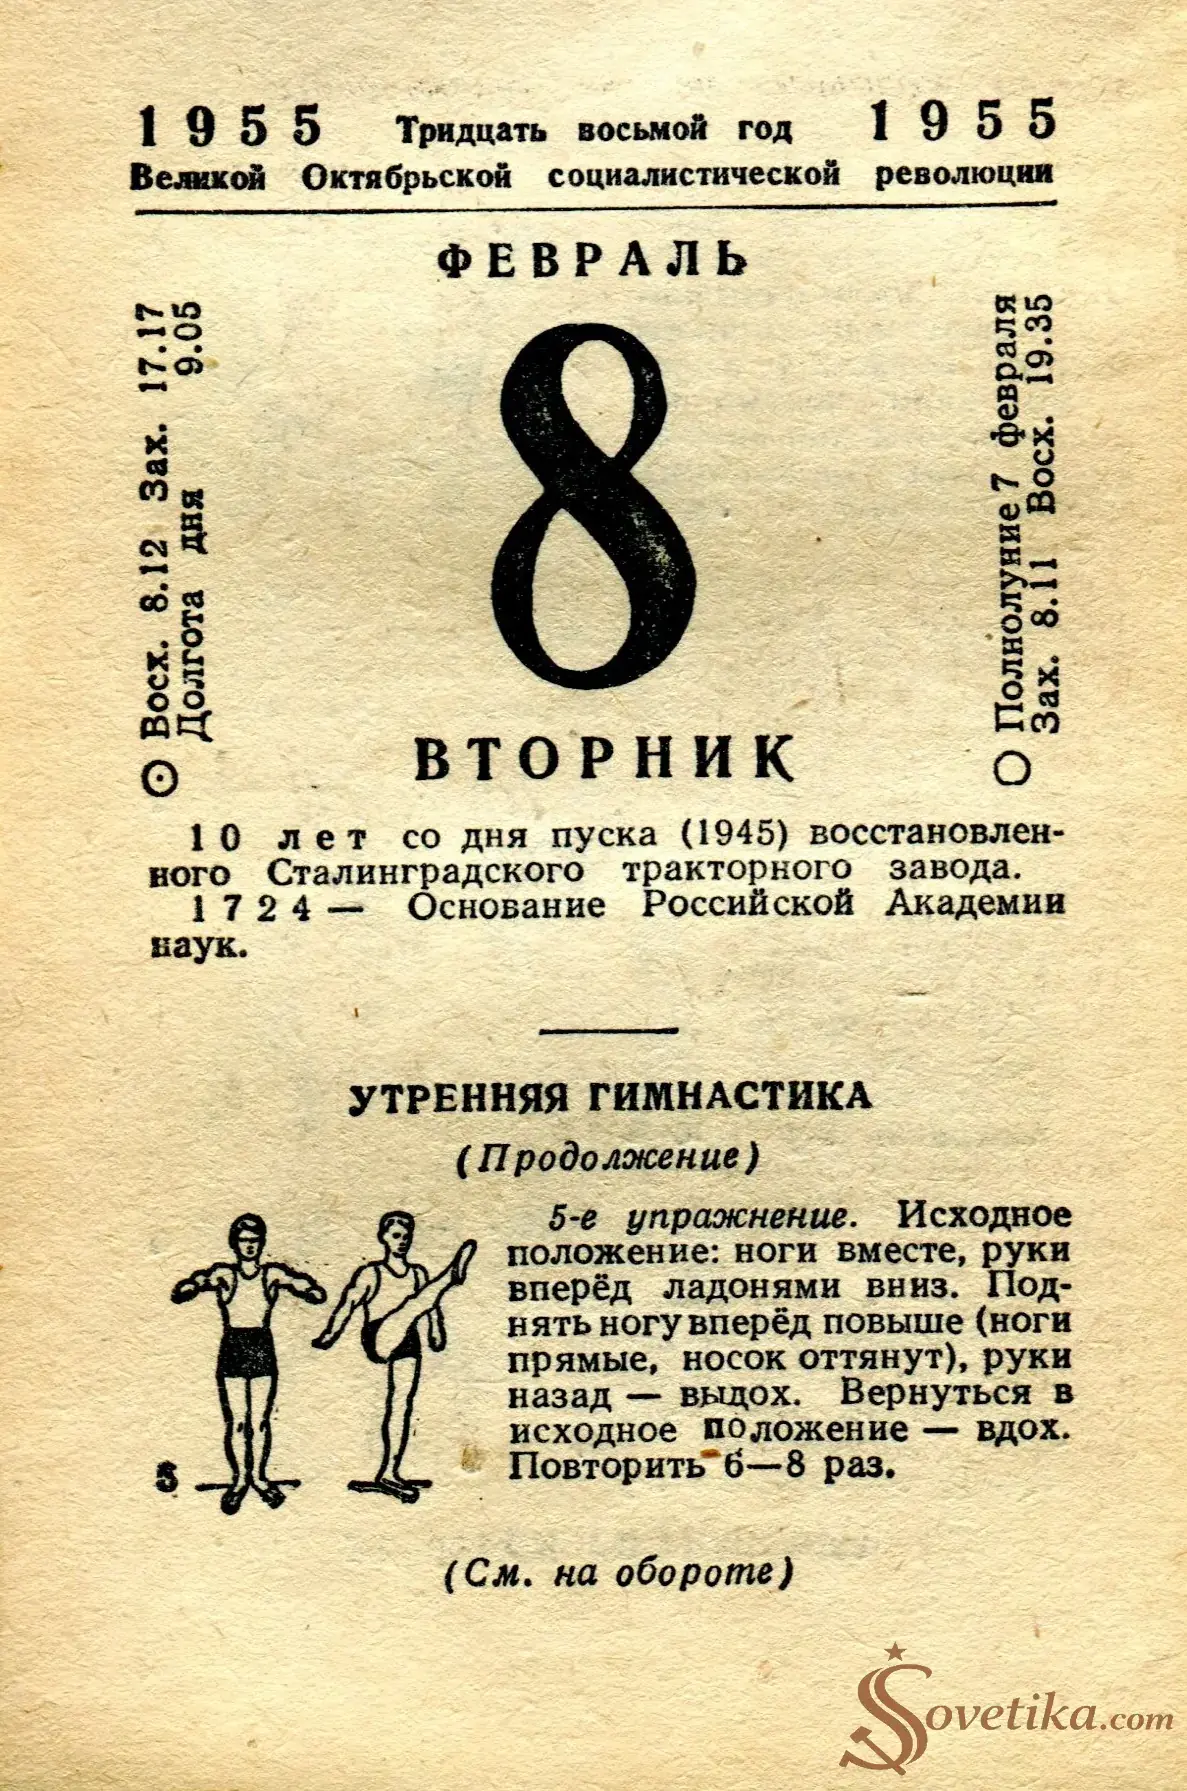 1955 Тридцать восьмой год 1955
Великой Октябрьской социалистической революции
ФЕВРАЛЬ
Восх. 8.12 Зах. 17.17
Долгота дня 9.05
8
Полнолуние 7 февраля
Зах. 8.11 Восх. 19.35
ВТОРНИК
10 лет со дня пуска (1945) восстановлен-
ного Сталинградского тракторного завода.
1724 — Основание Российской Академии
наук.
УТРЕННЯЯ ГИМНАСТИКА
(Продолжение)
5-е упражнение. Исходное
положение: ноги вместе, руки
вперёд ладонями вниз. Под-
нять ногу вперёд повыше (ноги
прямые, носок оттянут), руки
назад — выдох. Вернуться в
исходное положение — вдох.
Повторить 6—8 раз.
5
(См. на обороте)
Sovetika.com